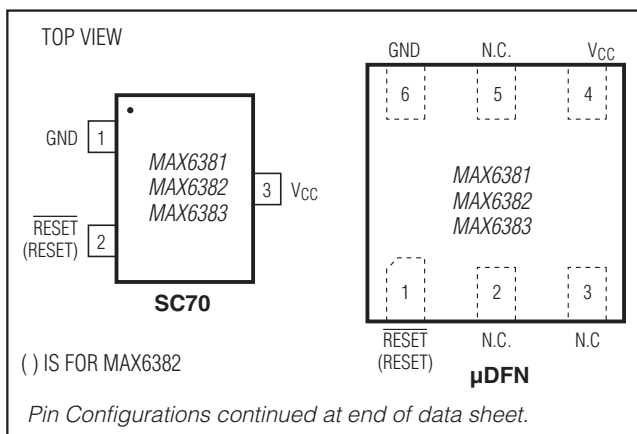 TOP VIEW
GND 1
RESET 2
(RESET)
MAX6381
MAX6382
MAX6383
3 VCC
SC70
( ) IS FOR MAX6382
GND N.C. VCC
6 5 4
MAX6381
MAX6382
MAX6383
1 2 3
RESET N.C. N.C
(RESET)
µDFN
Pin Configurations continued at end of data sheet.